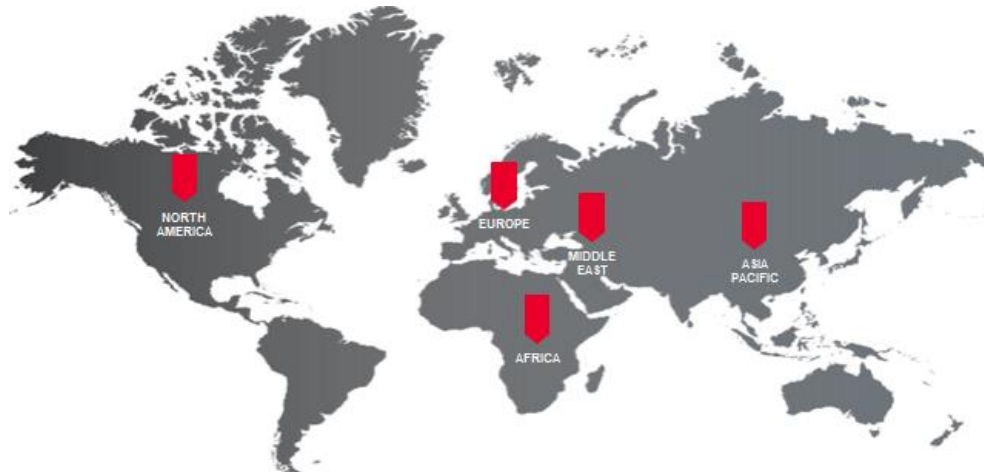 NORTH
AMERICA
EUROPE
MIDDLE
EAST
ASIA
PACIFIC
AFRICA